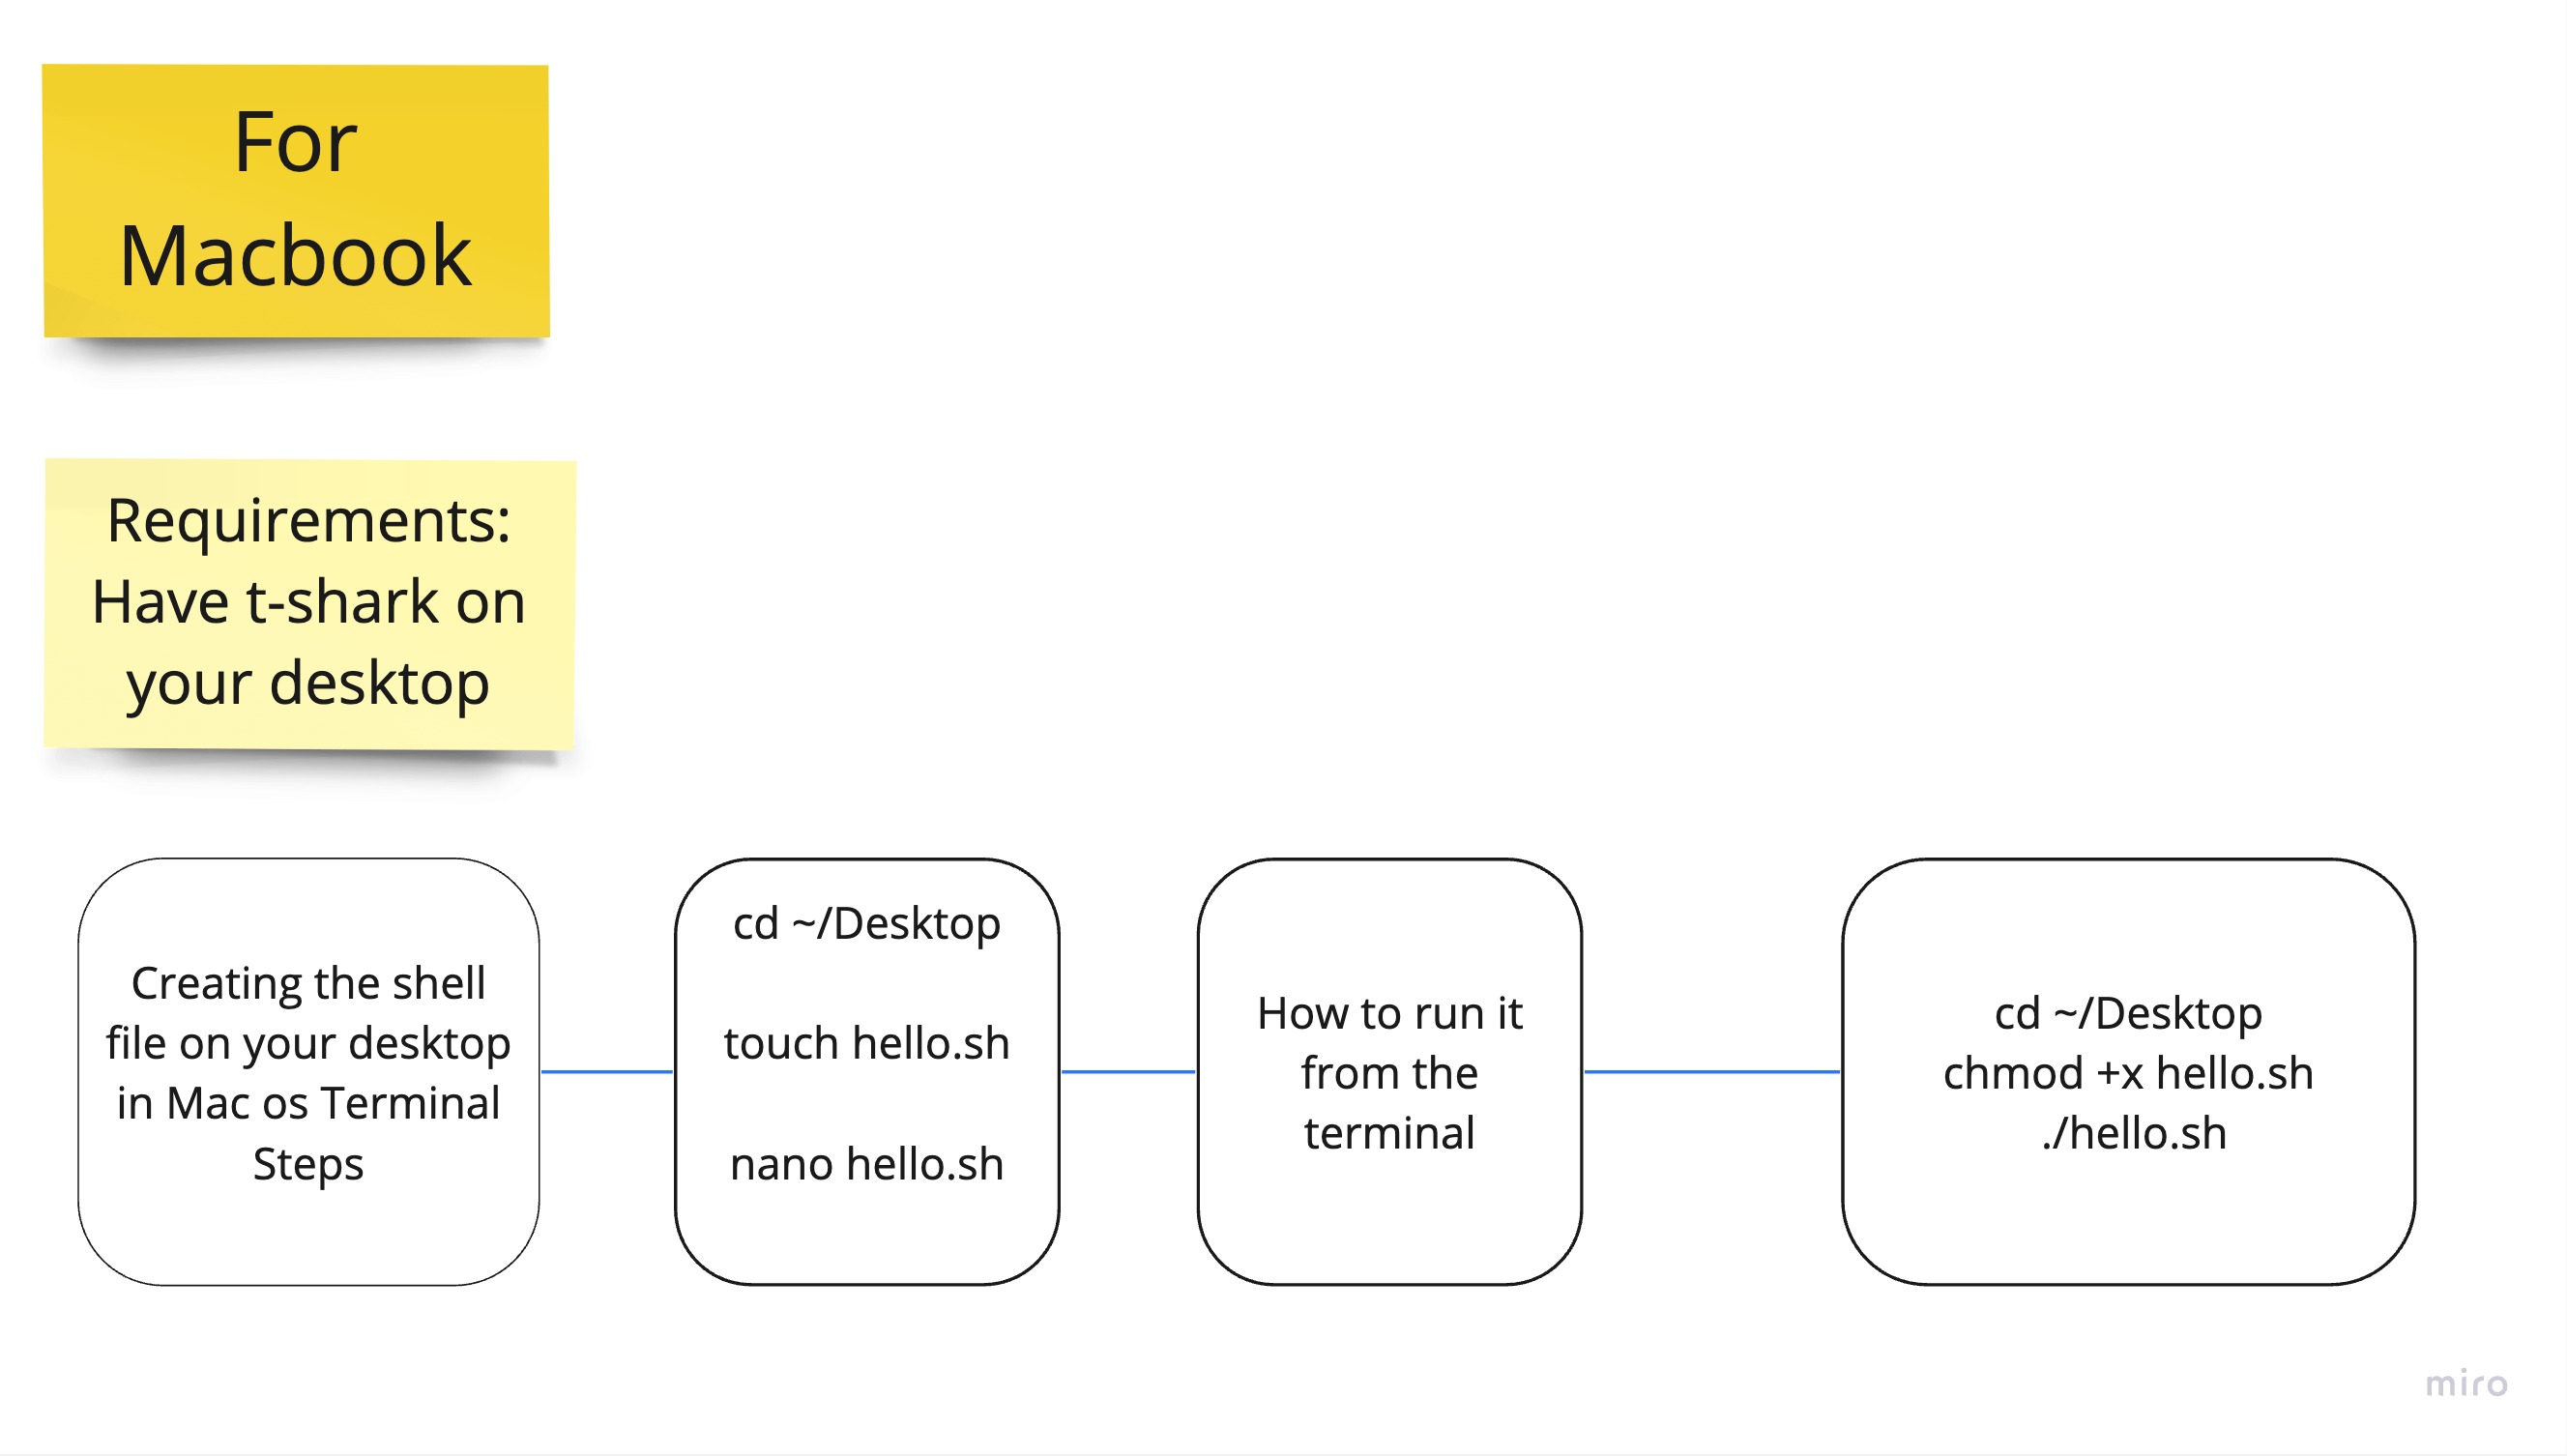 For
Macbook
Requirements:
Have t-shark on
your desktop
Creating the shell
file on your desktop
in Mac os Terminal
Steps
cd ~/Desktop
touch hello.sh
nano hello.sh
How to run it
from the
terminal
cd ~/Desktop
chmod +x hello.sh
./hello.sh
miro